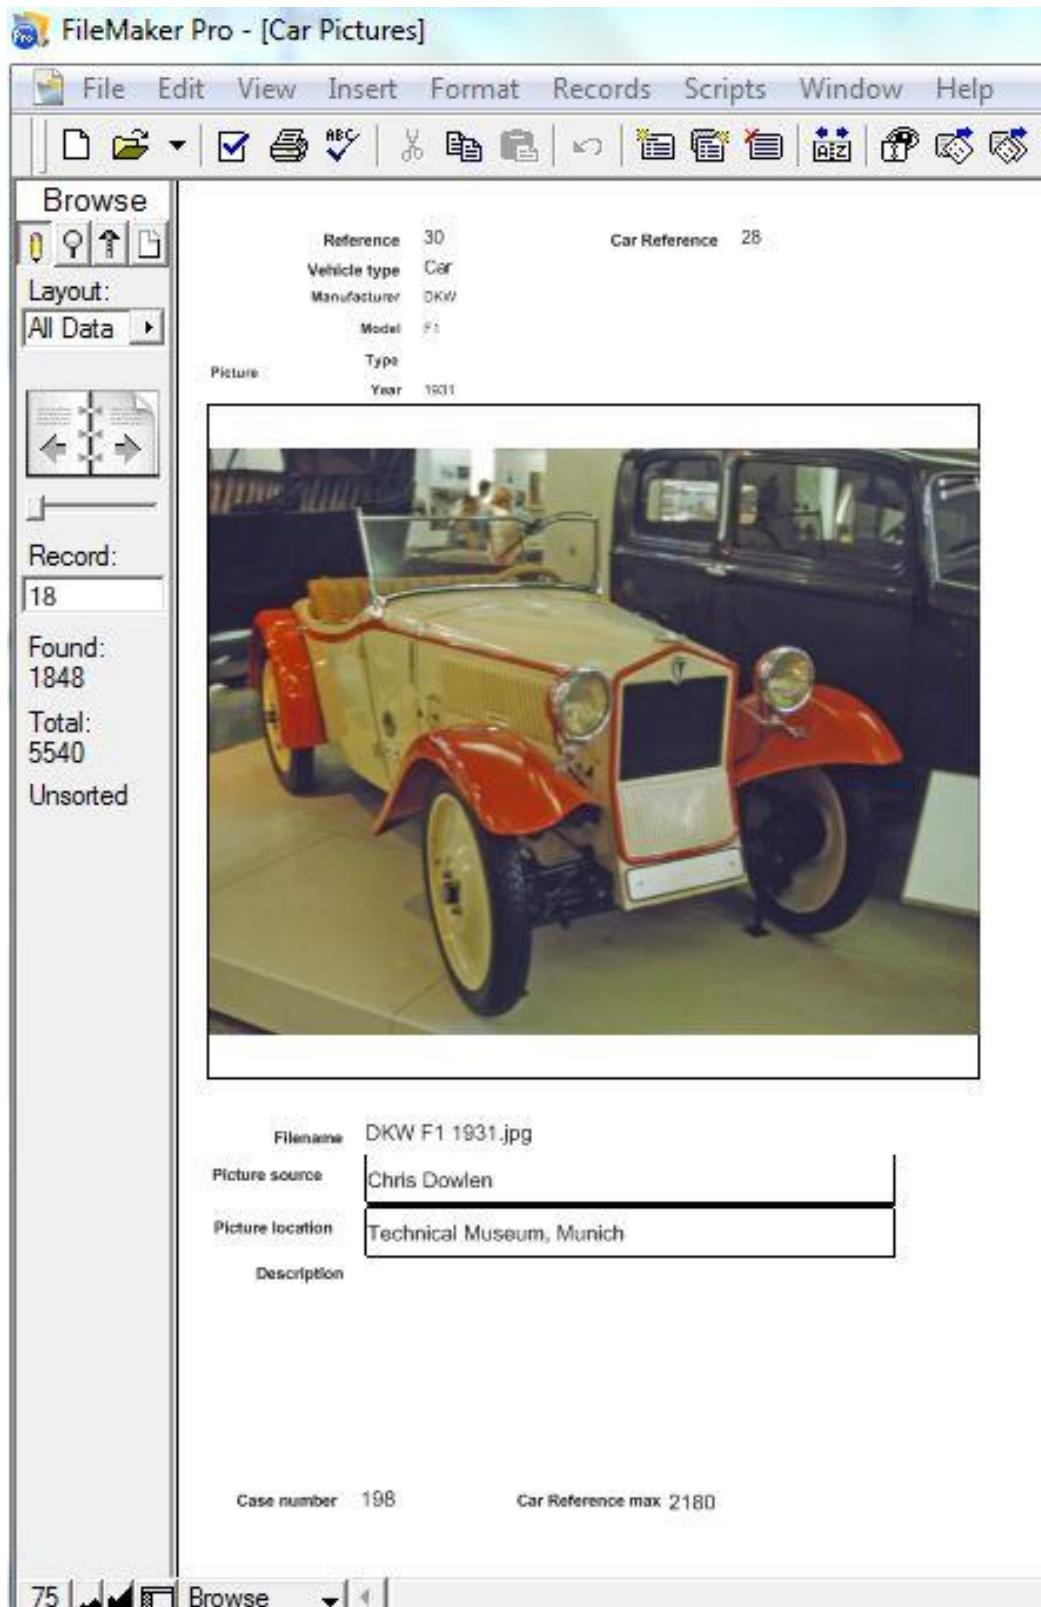 FileMaker Pro - [Car Pictures]
File Edit View Insert Format Records Scripts Window Help
Browse
Layout:
All Data
Record:
18
Found:
1848
Total:
5540
Unsorted
Reference 30 Car Reference 28
Vehicle type Car
Manufacturer DKW
Model F1
Type
Picture
Year 1931
Filename DKW F1 1931.jpg
Picture source Chris Dowlen
Picture location Technical Museum, Munich
Description
Case number 198 Car Reference max 2180
75 Browse